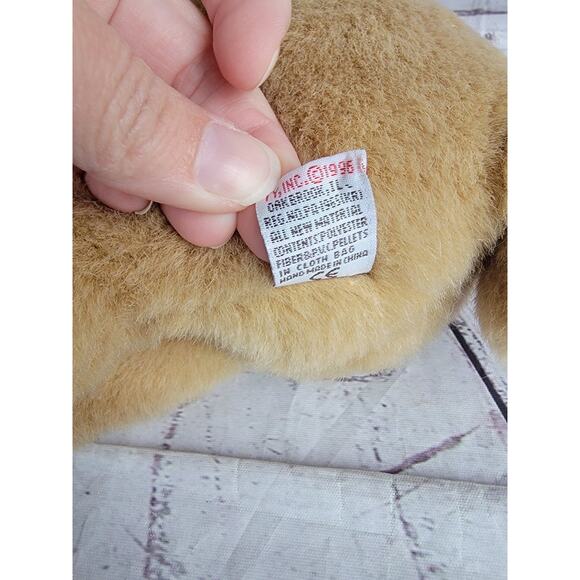 Y, INC. © 1996
OAKBROOK, IL.
REG. NO. PA-1965(KR)
ALL NEW MATERIAL
CONTENTS:POLYESTER
FIBER & P.V.C. PELLETS
IN CLOTH BAG
HAND MADE IN CHINA
CE